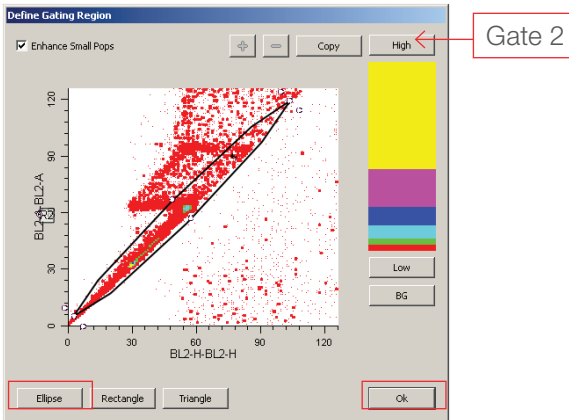 Define Gating Region
Enhance Small Pops
Copy
High
Gate 2
120
90
60
30
0
BL2-A-BL2-A
0 30 60 90 120
BL2-H-BL2-H
Low
BG
Ellipse Rectangle Triangle Ok